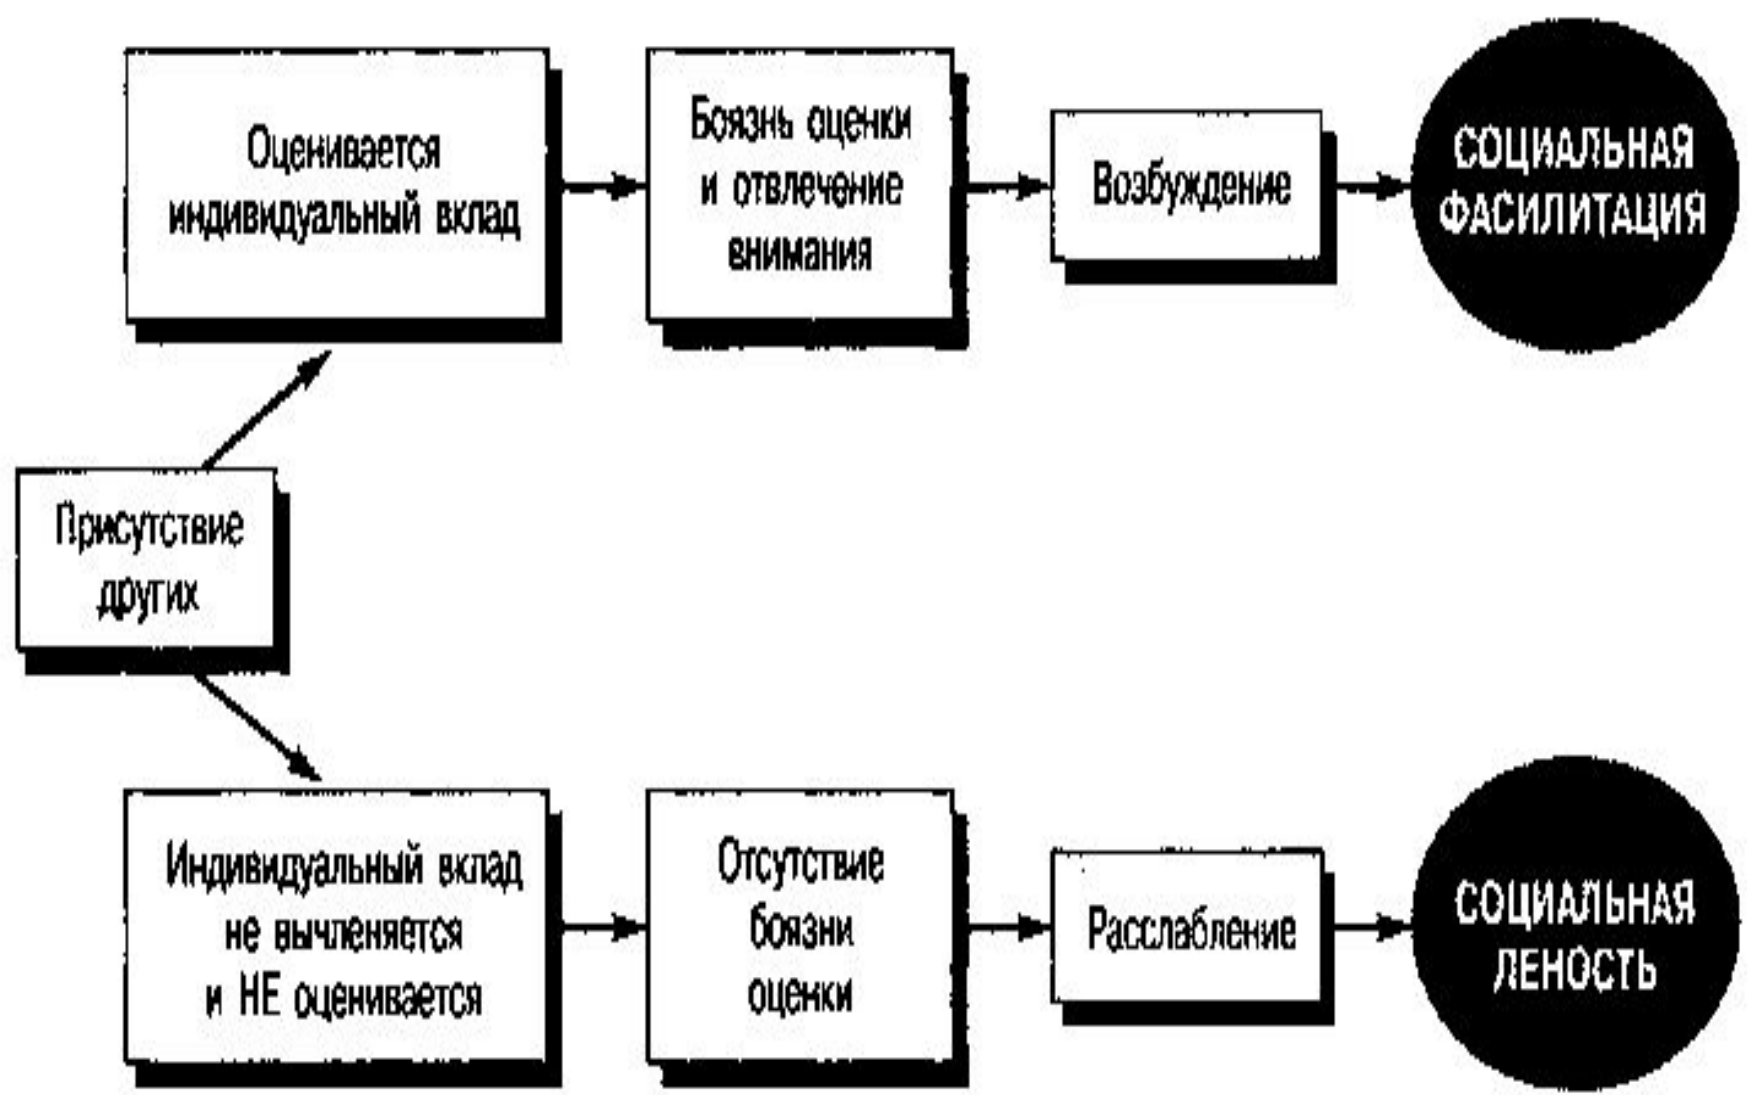 Оценивается
индивидуальный вклад
Боязнь оценки
и отвлечение
внимания
Возбуждение
СОЦИАЛЬНАЯ
ФАСИЛИТАЦИЯ
Присутствие
других
Индивидуальный вклад
не вычленяется
и НЕ оценивается
Отсутствие
боязни
оценки
Расслабление
СОЦИАЛЬНАЯ
ЛЕНОСТЬ